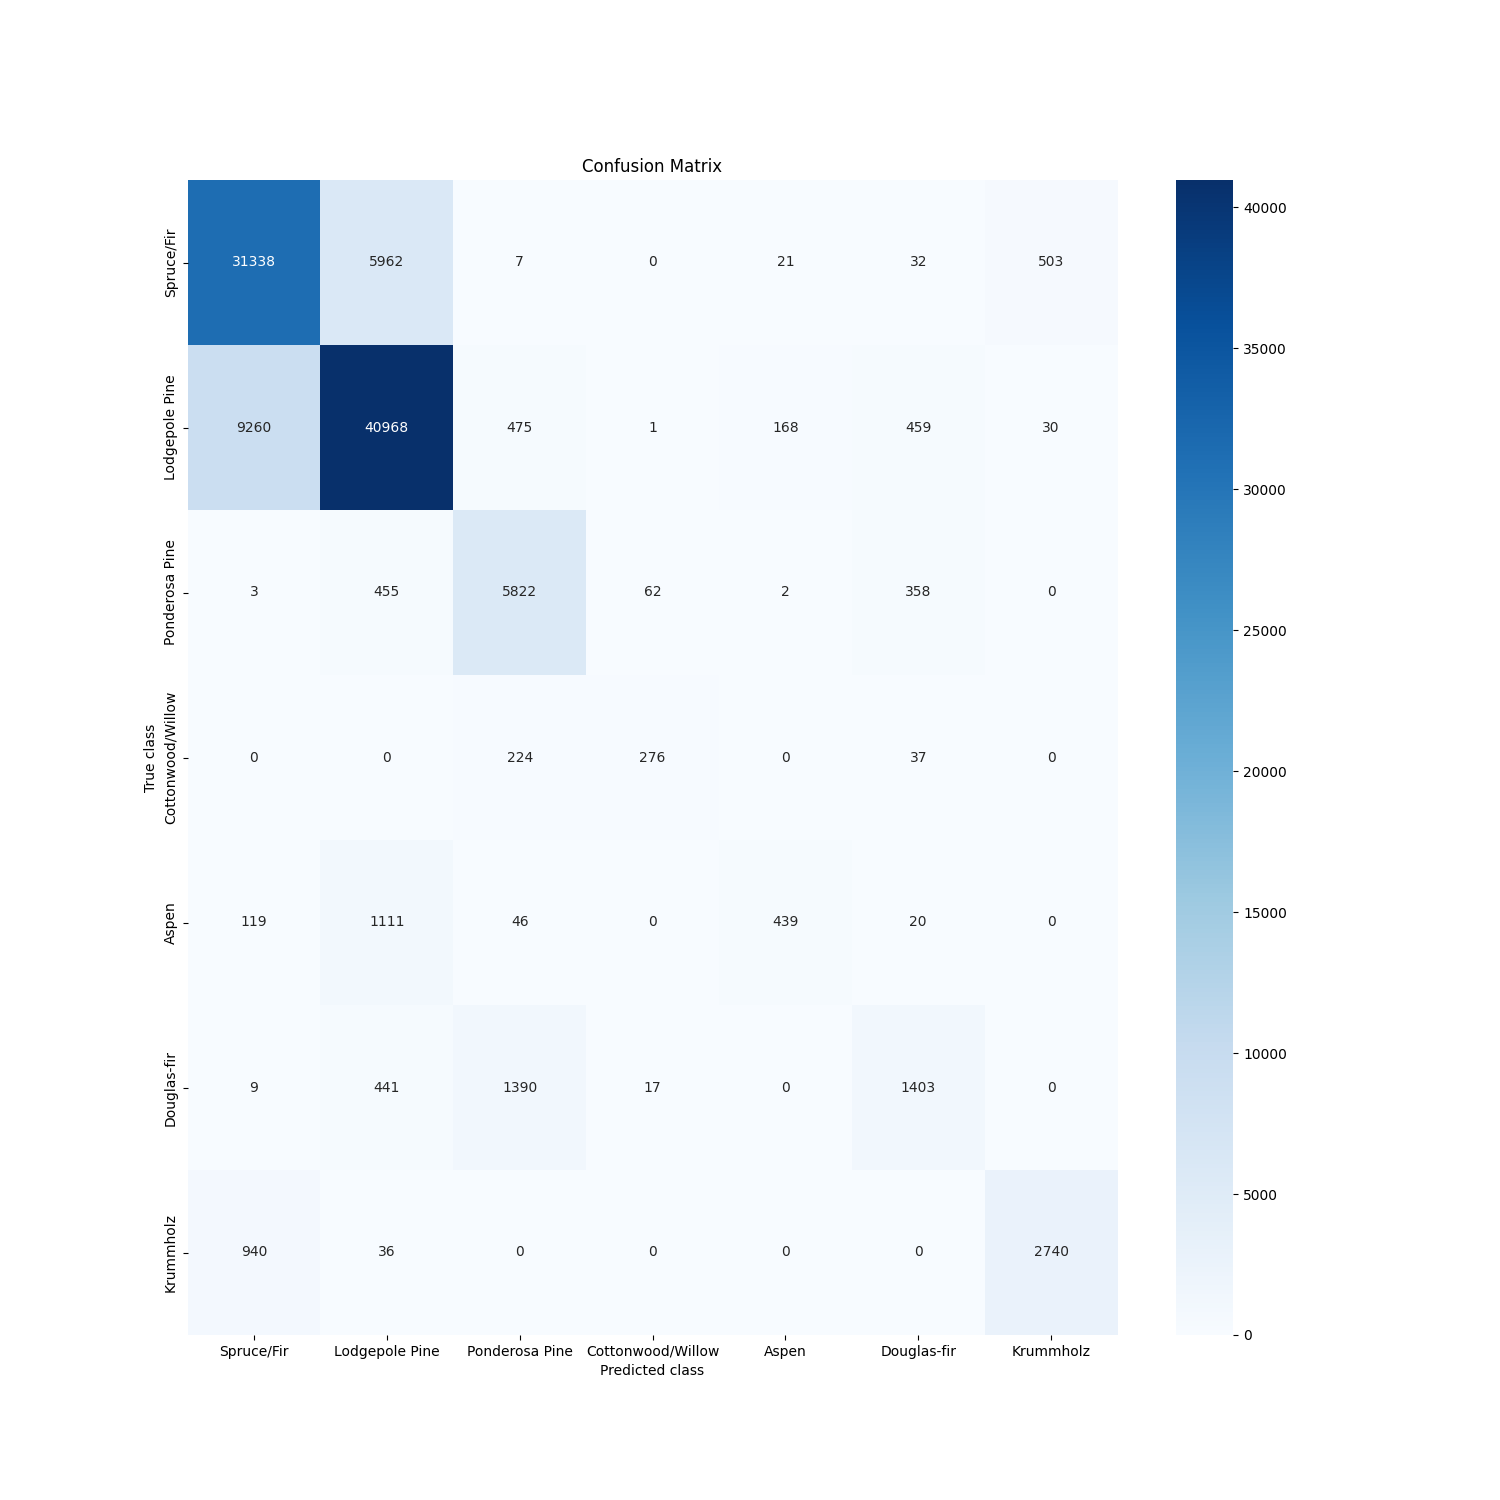 Confusion Matrix
True class
Spruce/Fir
31338 5962 7 0 21 32 503
Lodgepole Pine
9260 40968 475 1 168 459 30
Ponderosa Pine
3 455 5822 62 2 358 0
Cottonwood/Willow
0 0 224 276 0 37 0
Aspen
119 1111 46 0 439 20 0
Douglas-fir
9 441 1390 17 0 1403 0
Krummholz
940 36 0 0 0 0 2740
Spruce/Fir Lodgepole Pine Ponderosa Pine Cottonwood/Willow Aspen Douglas-fir Krummholz
Predicted class
40000
35000
30000
25000
20000
15000
10000
5000
0